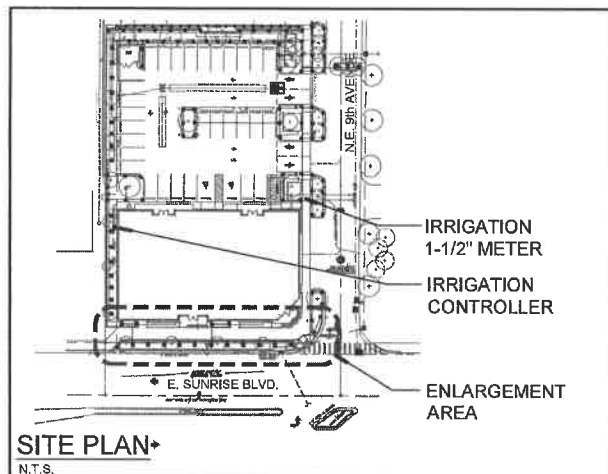 N.E. 9th AVE
IRRIGATION
1-1/2" METER
IRRIGATION
CONTROLLER
ENLARGEMENT
AREA
E. SUNRISE BLVD.
SITE PLAN
N.T.S.